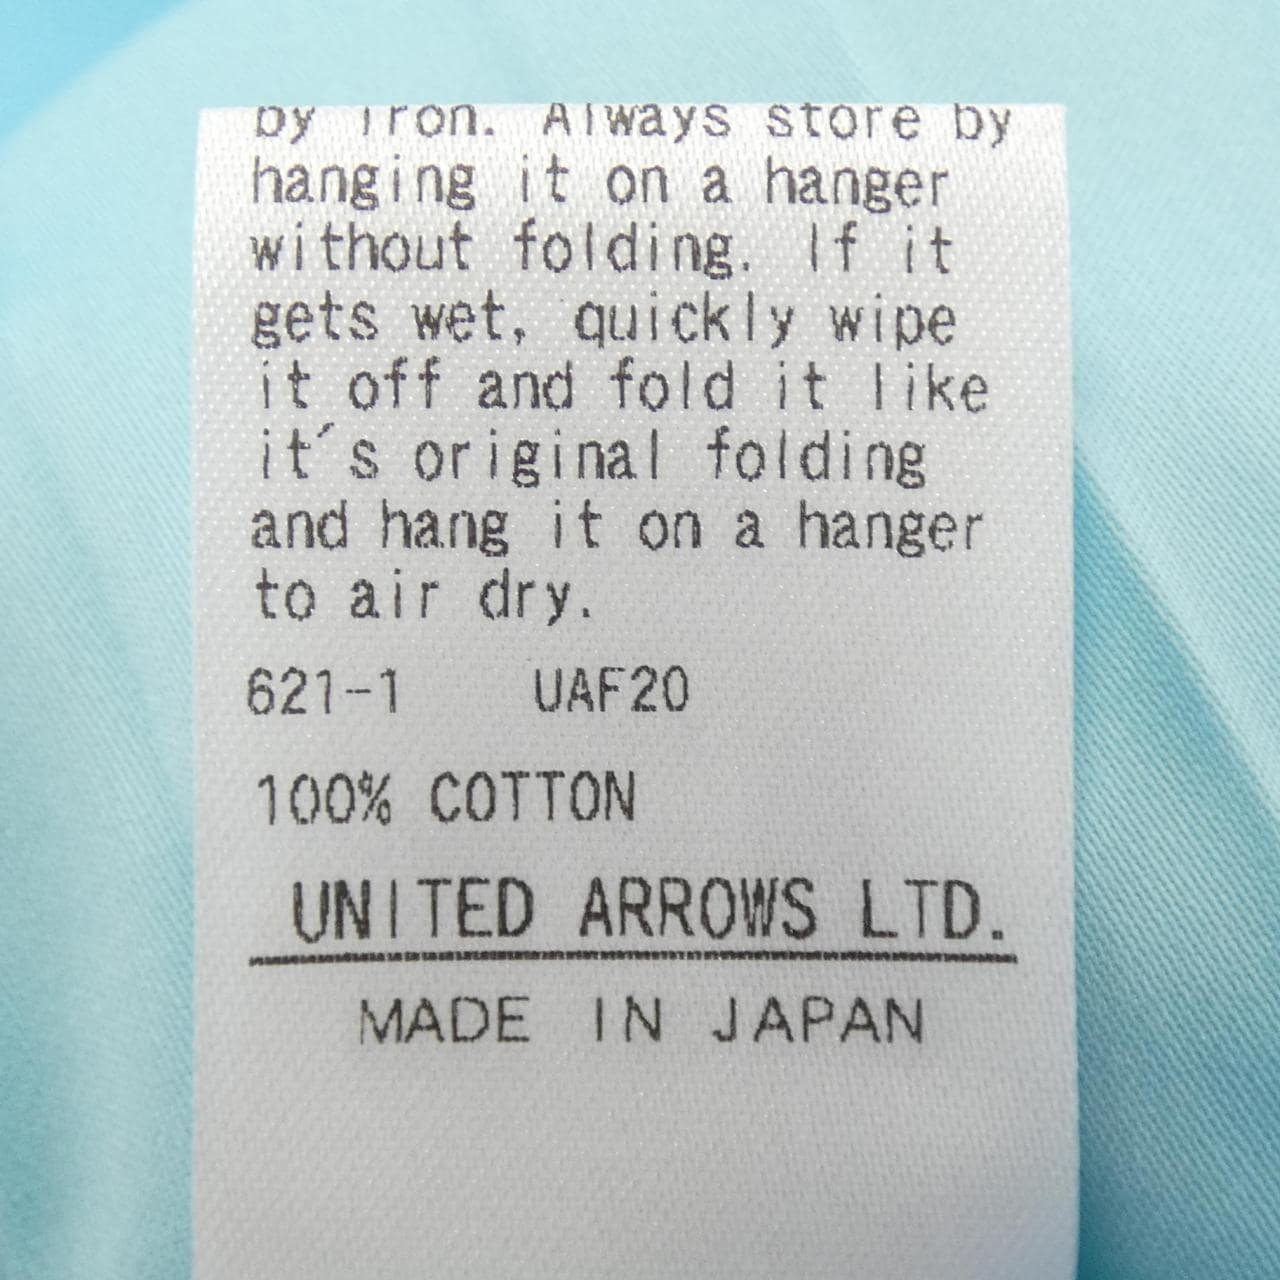 by iron. Always store by
hanging it on a hanger
without folding. If it
gets wet, quickly wipe
it off and fold it like
it´s original folding
and hang it on a hanger
to air dry.
621-1 UAF20
100% COTTON
UNITED ARROWS LTD.
MADE IN JAPAN